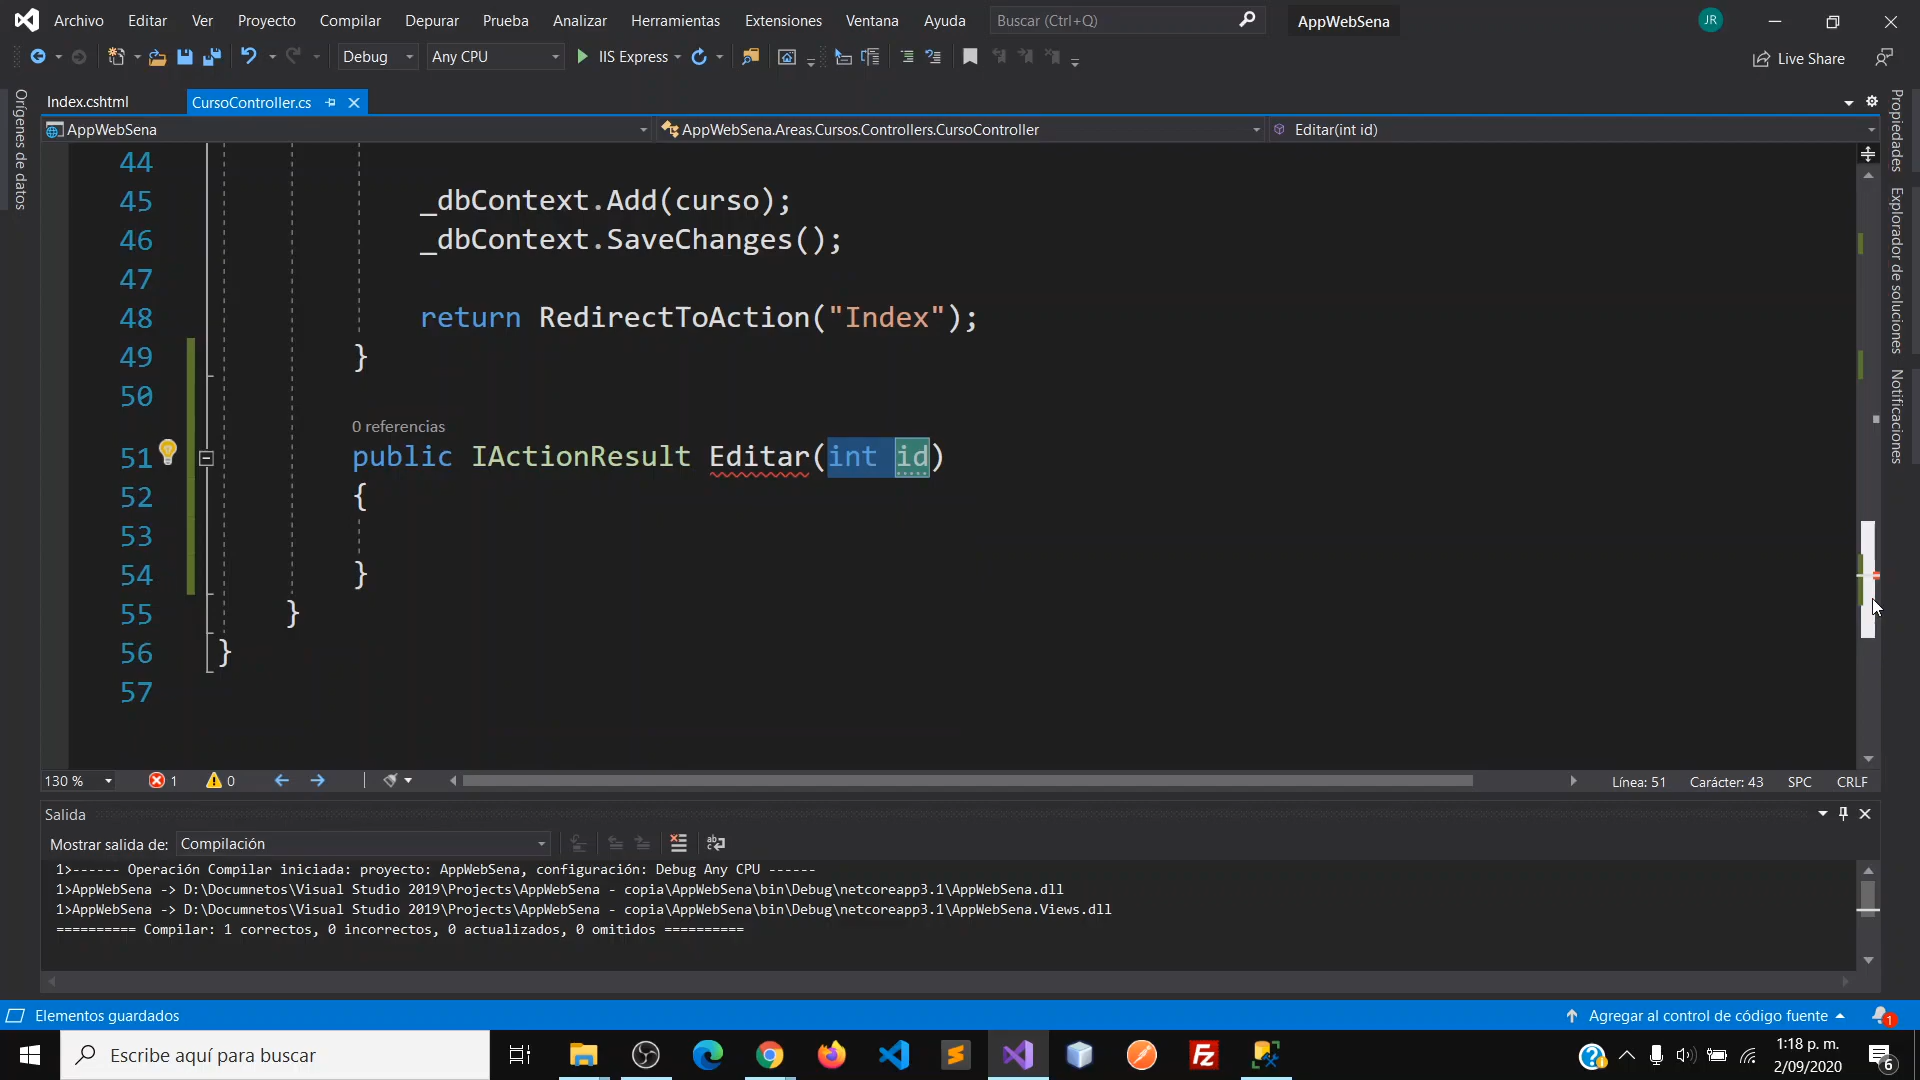 Archivo Editar Ver Proyecto Compilar Depurar Prueba Analizar Herramientas Extensiones Ventana Ayuda Buscar (Ctrl+Q) AppWebSena JR
Debug Any CPU IIS Express Live Share
Index.cshtml CursoController.cs
AppWebSena AppWebSena.Areas.Cursos.Controllers.CursoController Editar(int id)
Orígenes de datos
Propiedades
Explorador de soluciones
Notificaciones
44
45 _dbContext.Add(curso);
46 _dbContext.SaveChanges();
47
48 return RedirectToAction("Index");
49 }
50
0 referencias
51 public IActionResult Editar(int id)
52 {
53
54 }
55 }
56 }
57
130 % 1 0 Línea: 51 Carácter: 43 SPC CRLF
Salida
Mostrar salida de: Compilación
1>------ Operación Compilar iniciada: proyecto: AppWebSena, configuración: Debug Any CPU ------
1>AppWebSena -> D:\Documnetos\Visual Studio 2019\Projects\AppWebSena - copia\AppWebSena\bin\Debug\netcoreapp3.1\AppWebSena.dll
1>AppWebSena -> D:\Documnetos\Visual Studio 2019\Projects\AppWebSena - copia\AppWebSena\bin\Debug\netcoreapp3.1\AppWebSena.Views.dll
========== Compilar: 1 correctos, 0 incorrectos, 0 actualizados, 0 omitidos ==========
Elementos guardados Agregar al control de código fuente 1
Escribe aquí para buscar 1:18 p. m.
2/09/2020 6